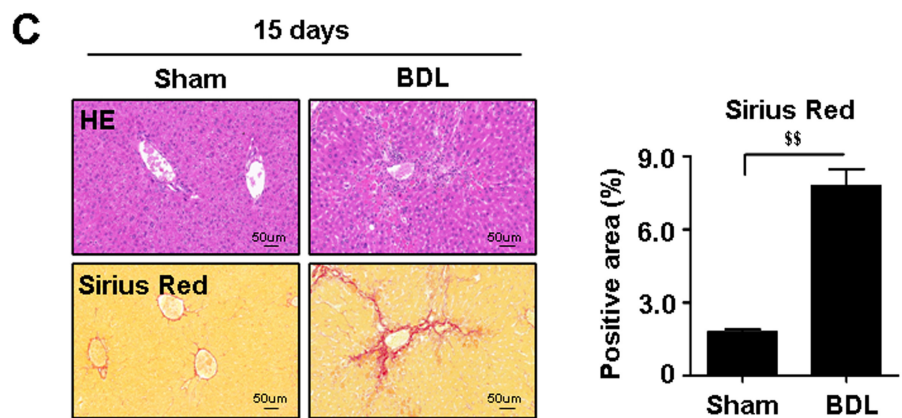 C
15 days
Sham BDL
HE
50um 50um
Sirius Red
50um 50um
Sirius Red
$$
9.0
6.0
3.0
0
Positive area (%)
Sham BDL